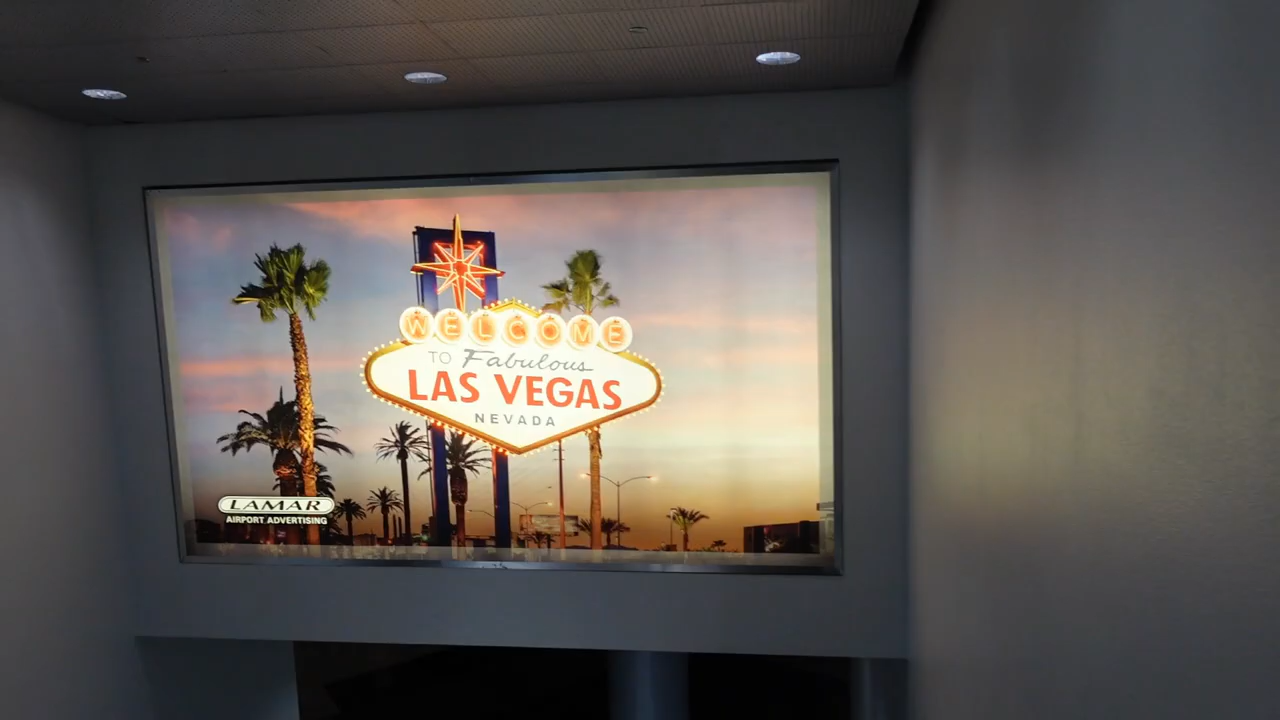 WELCOME
TO Fabulous
LAS VEGAS
NEVADA
LAMAR
AIRPORT ADVERTISING